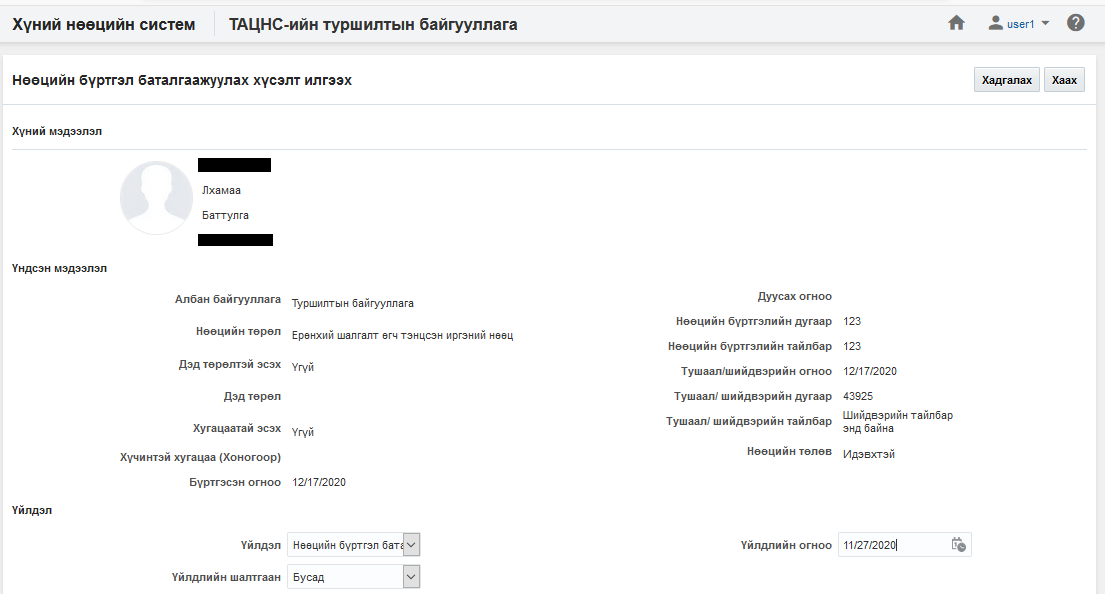 Хүний нөөцийн систем ТАЦНС-ийн туршилтын байгууллага user1
Нөөцийн бүртгэл баталгаажуулах хүсэлт илгээх Хадгалах Хаах
Хүний мэдээлэл
Лхамаа
Баттулга
Үндсэн мэдээлэл
Албан байгууллага Туршилтын байгууллага
Нөөцийн төрөл Ерөнхий шалгалт өгч тэнцсэн иргэний нөөц
Дэд төрөлтэй эсэх Үгүй
Дэд төрөл
Хугацаатай эсэх Үгүй
Хүчинтэй хугацаа (Хоногоор)
Бүртгэсэн огноо 12/17/2020
Дуусах огноо
Нөөцийн бүртгэлийн дугаар 123
Нөөцийн бүртгэлийн тайлбар 123
Тушаал/шийдвэрийн огноо 12/17/2020
Тушаал/ шийдвэрийн дугаар 43925
Тушаал/ шийдвэрийн тайлбар Шийдвэрийн тайлбар
энд байна
Нөөцийн төлөв Идэвхтэй
Үйлдэл
Үйлдэл Нөөцийн бүртгэл бата
Үйлдлийн огноо 11/27/2020
Үйлдлийн шалтгаан Бусад